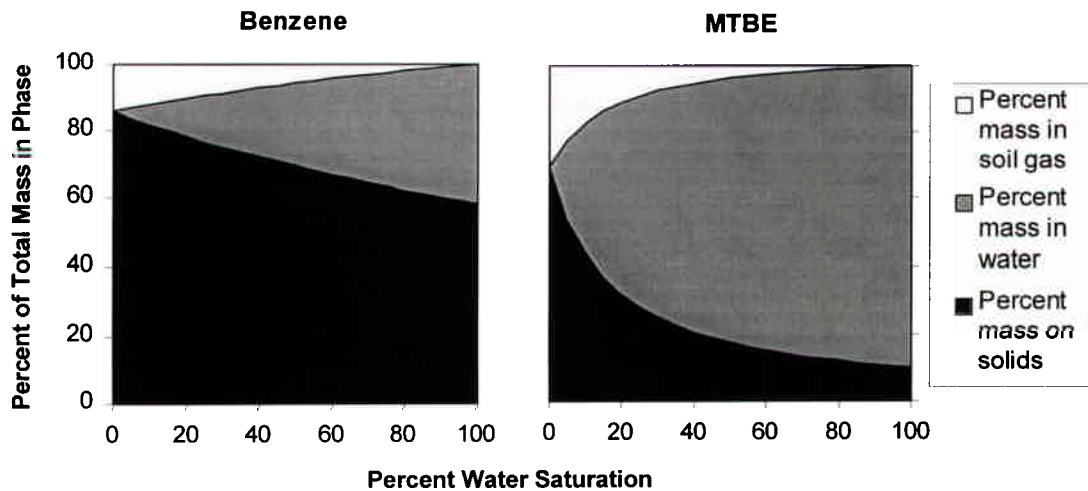 Benzene
MTBE
Percent of Total Mass in Phase
100
80
60
40
20
0
0 20 40 60 80 100
0 20 40 60 80 100
Percent Water Saturation
Percent
mass in
soil gas
Percent
mass in
water
Percent
mass on
solids